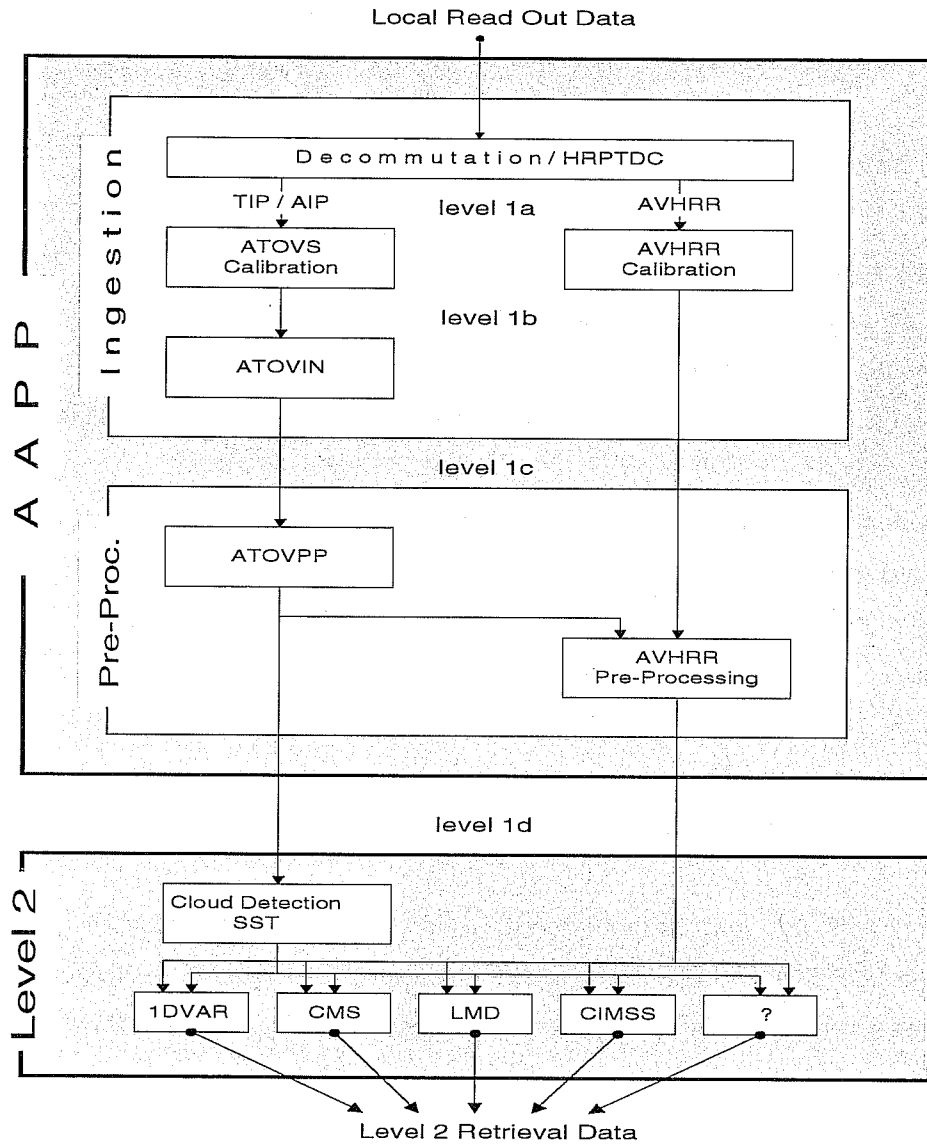 Local Read Out Data
A A P P
Ingestion
Decommutation/HRPTDC
TIP / AIP
level 1a
AVHRR
ATOVS
Calibration
AVHRR
Calibration
level 1b
ATOVIN
level 1c
Pre-Proc.
ATOVPP
AVHRR
Pre-Processing
level 1d
Level 2
Cloud Detection
SST
1DVAR
CMS
LMD
CIMSS
?
Level 2 Retrieval Data